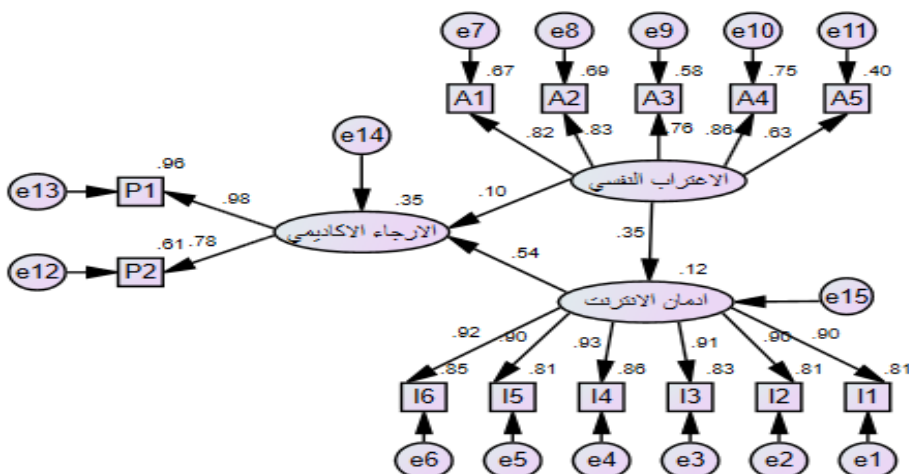 e7 e8 e9 e10 e11
.67 .69 .58 .75 .40
A1 A2 A3 A4 A5
e14
.82 .83 .76 .86 .63
.96
e13 P1
الاغتراب النفسي
.98 .35 .10
الارجاء الاكاديمي
.61 .78 .35
e12 P2
.54 .12
ادمان الانترنت
e15
.92 .90 .93 .91 .90 .90
.85 .81 .86 .83 .81 .81
I6 I5 I4 I3 I2 I1
e6 e5 e4 e3 e2 e1